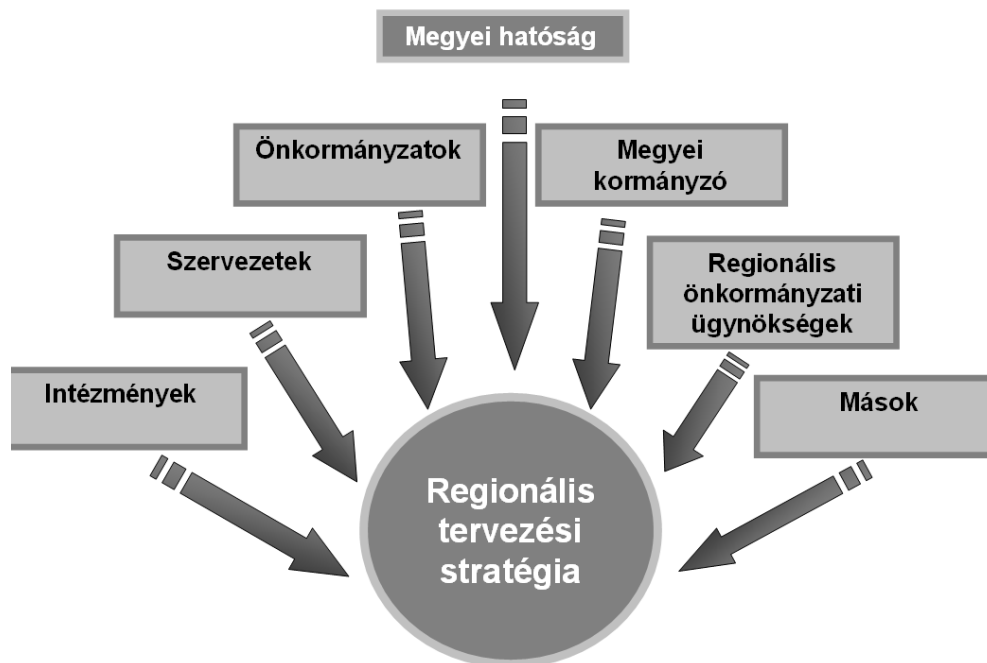 Megyei hatóság
Önkormányzatok
Megyei
kormányzó
Szervezetek
Regionális
önkormányzati
ügynökségek
Intézmények
Mások
Regionális
tervezési
stratégia